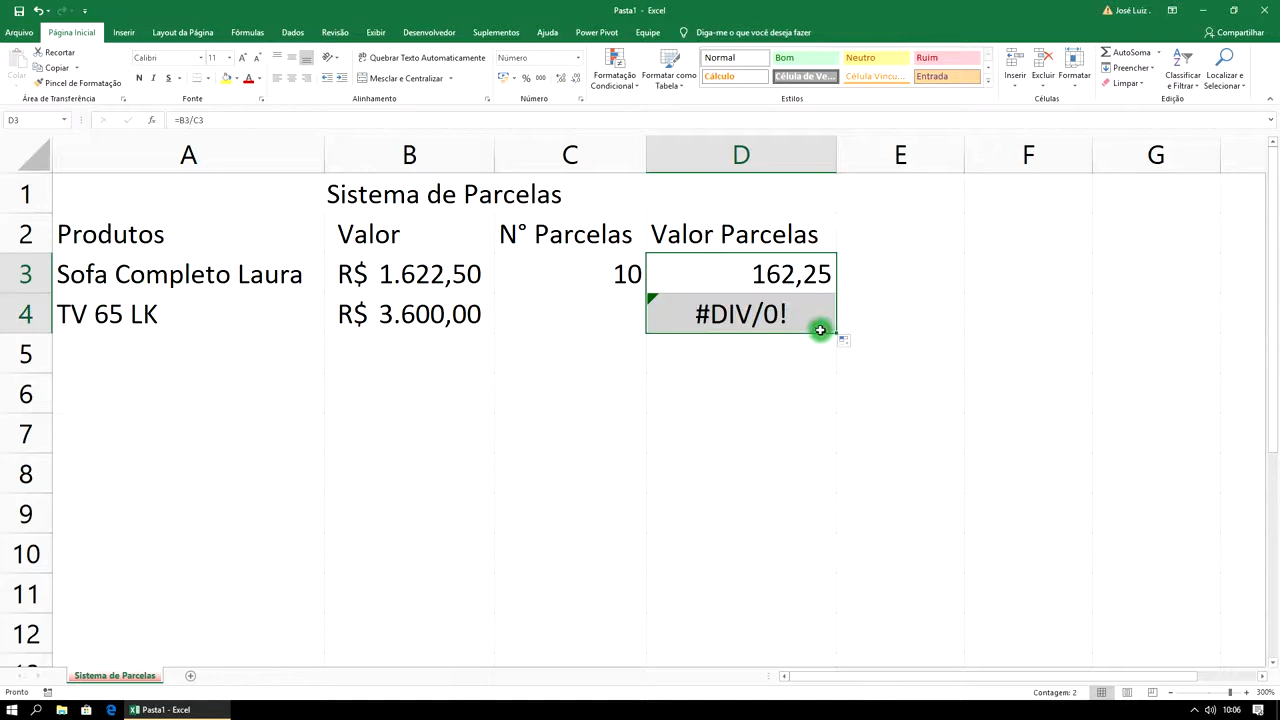 Pasta1 - Excel
José Luiz .
Arquivo Página Inicial Inserir Layout da Página Fórmulas Dados Revisão Exibir Desenvolvedor Suplementos Ajuda Power Pivot Equipe Diga-me o que você deseja fazer Compartilhar
Colar
Recortar
Copiar
Pincel de Formatação
Área de Transferência
Calibri 11
N I S
Fonte
Quebrar Texto Automaticamente
Mesclar e Centralizar
Alinhamento
Número
% 000
Número
Formatação Condicional
Formatar como Tabela
Normal Bom Neutro Ruim
Cálculo Célula de Ve... Célula Vincu... Entrada
Estilos
Inserir Excluir Formatar
Células
AutoSoma
Preencher
Limpar
Classificar e Filtrar
Localizar e Selecionar
Edição
D3 fx =B3/C3
A B C D E F G
1 Sistema de Parcelas
2 Produtos Valor N° Parcelas Valor Parcelas
3 Sofa Completo Laura R$ 1.622,50 10 162,25
4 TV 65 LK R$ 3.600,00 #DIV/0!
5
6
7
8
9
10
11
12
Sistema de Parcelas
Pronto Contagem: 2 300%
Pasta1 - Excel 10:06